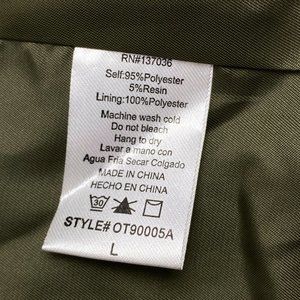 RN#137036
Self:95%Polyester
5%Resin
Lining:100%Polyester
Machine wash cold
Do not bleach
Hang to dry
Lavar a mano con
Agua Fria Secar Colgado
MADE IN CHINA
HECHO EN CHINA
30
STYLE# OT90005A
L